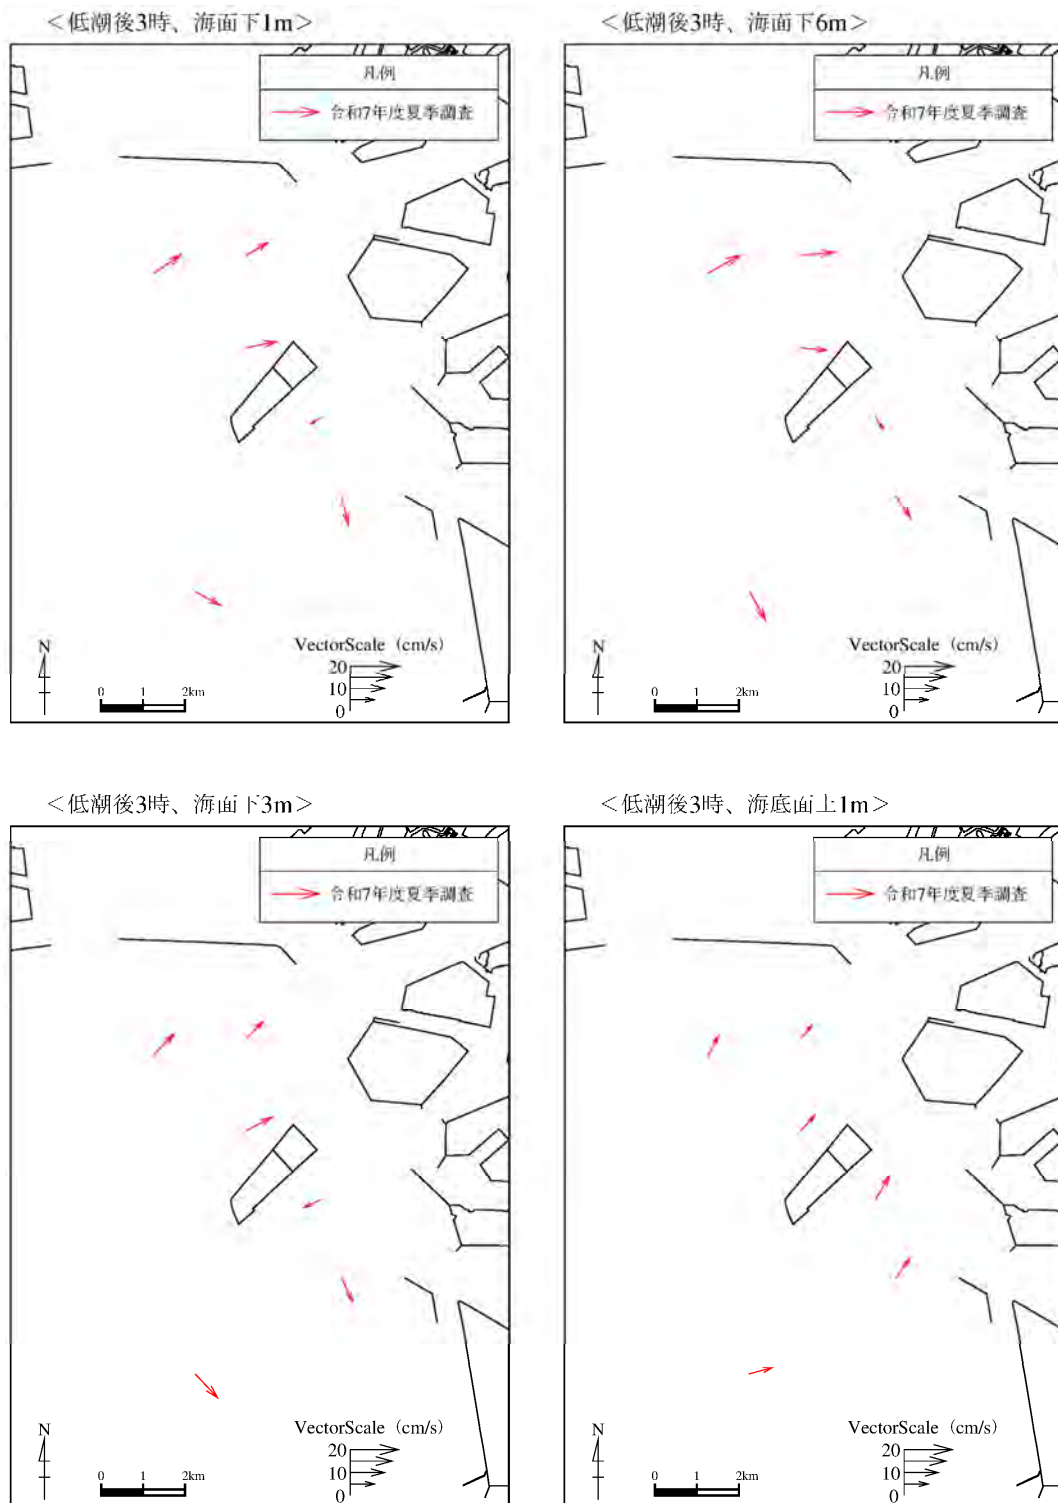 ＜低潮後3時、海面下1m＞
凡例
令和7年度夏季調査
N
0 1 2km
VectorScale（cm/s）
20
10
0
＜低潮後3時、海面下6m＞
凡例
令和7年度夏季調査
N
0 1 2km
VectorScale（cm/s）
20
10
0
＜低潮後3時、海面下3m＞
凡例
令和7年度夏季調査
N
0 1 2km
VectorScale（cm/s）
20
10
0
＜低潮後3時、海底面上1m＞
凡例
令和7年度夏季調査
N
0 1 2km
VectorScale（cm/s）
20
10
0